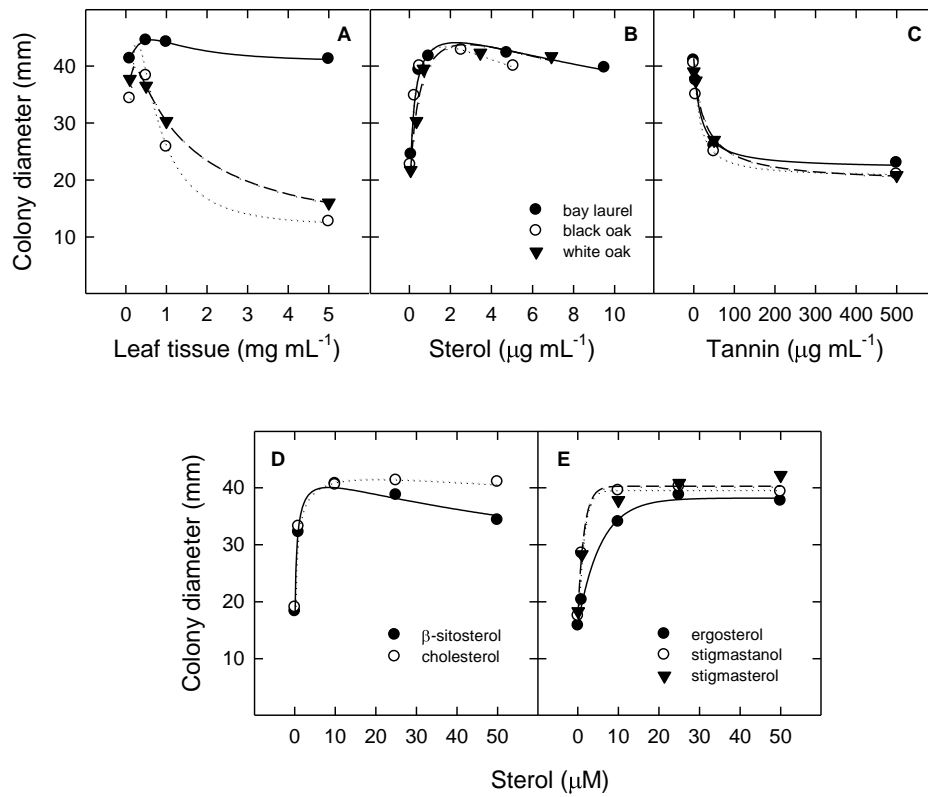 A
B
C
Colony diameter (mm)
40
30
20
10
bay laurel
black oak
white oak
0 1 2 3 4 5
0 2 4 6 8 10
0 100 200 300 400 500
Leaf tissue (mg mL⁻¹)
Sterol (μg mL⁻¹)
Tannin (μg mL⁻¹)
D
E
Colony diameter (mm)
40
30
20
10
β-sitosterol
cholesterol
ergosterol
stigmastanol
stigmasterol
0 10 20 30 40 50
0 10 20 30 40 50
Sterol (μM)